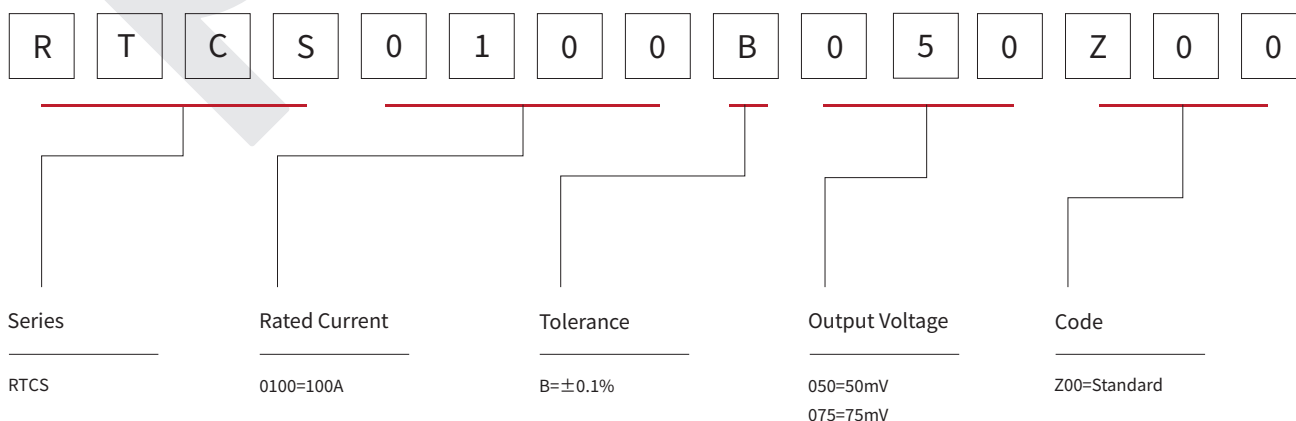 R T C S 0 1 0 0 B 0 5 0 Z 0 0
Series Rated Current Tolerance Output Voltage Code
RTCS 0100=100A B=±0.1% 050=50mV Z00=Standard
075=75mV